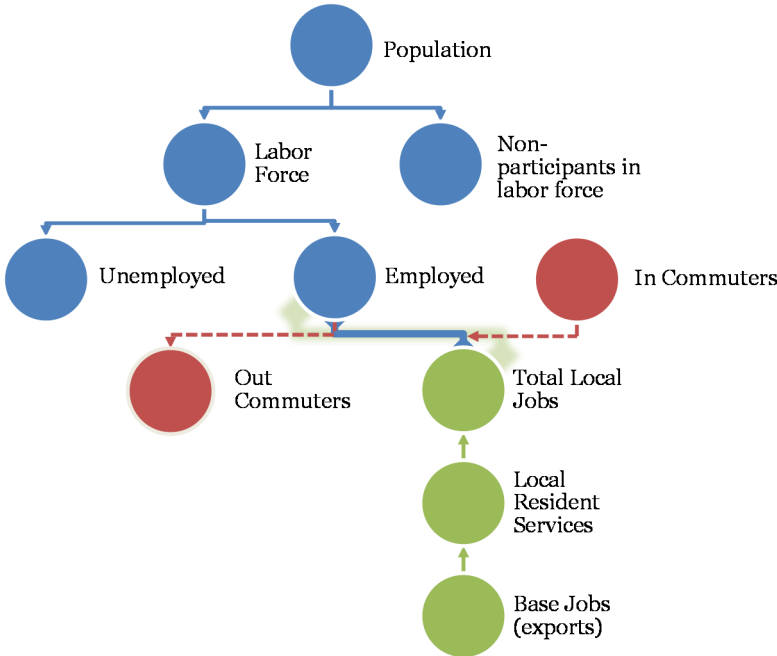 Population
Labor
Force
Non-
participants in
labor force
Unemployed
Employed
In Commuters
Out
Commuters
Total Local
Jobs
Local
Resident
Services
Base Jobs
(exports)